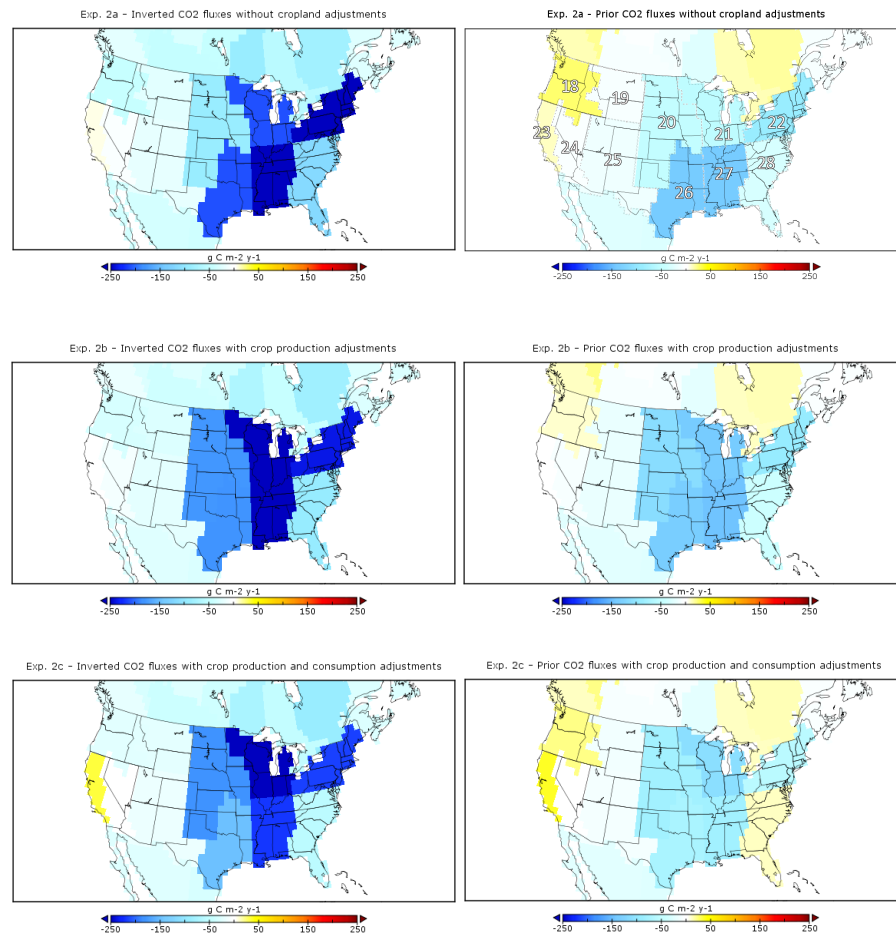 Exp. 2a - Inverted CO2 fluxes without cropland adjustments
Exp. 2a - Prior CO2 fluxes without cropland adjustments
18
19
20
21
22
23
24
25
26
27
28
g C m-2 y-1
-250 -150 -50 50 150 250
g C m-2 y-1
-250 -150 -50 50 150 250
Exp. 2b - Inverted CO2 fluxes with crop production adjustments
Exp. 2b - Prior CO2 fluxes with crop production adjustments
g C m-2 y-1
-250 -150 -50 50 150 250
g C m-2 y-1
-250 -150 -50 50 150 250
Exp. 2c - Inverted CO2 fluxes with crop production and consumption adjustments
Exp. 2c - Prior CO2 fluxes with crop production and consumption adjustments
g C m-2 y-1
-250 -150 -50 50 150 250
g C m-2 y-1
-250 -150 -50 50 150 250